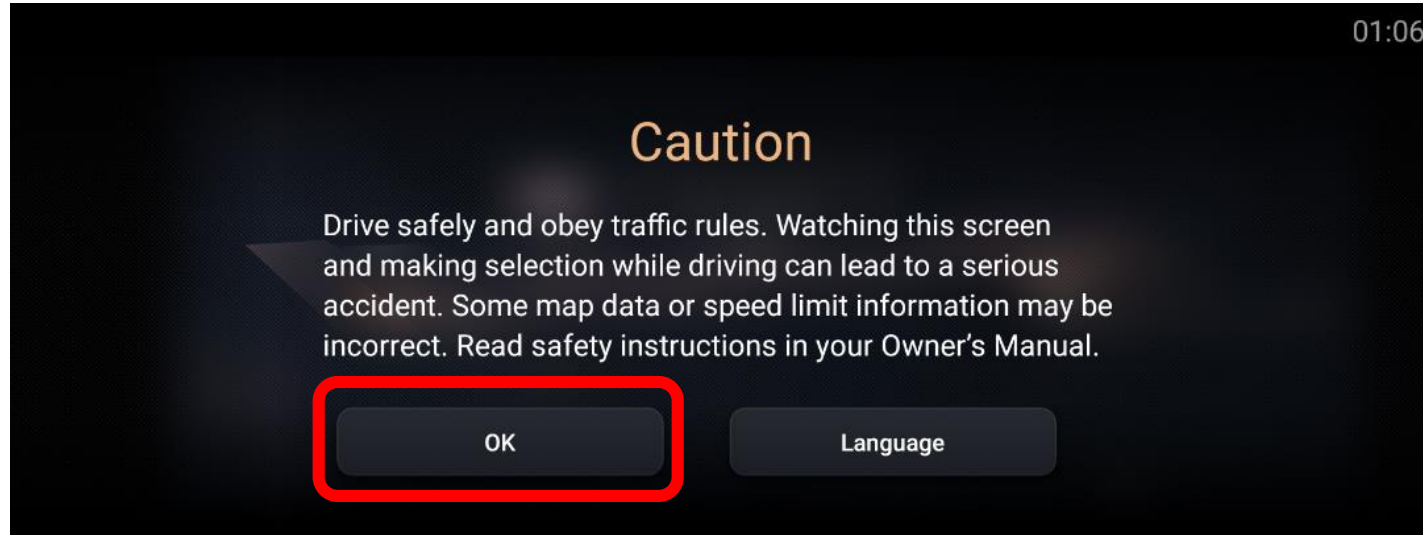 01:06
Caution
Drive safely and obey traffic rules. Watching this screen
and making selection while driving can lead to a serious
accident. Some map data or speed limit information may be
incorrect. Read safety instructions in your Owner's Manual.
OK
Language